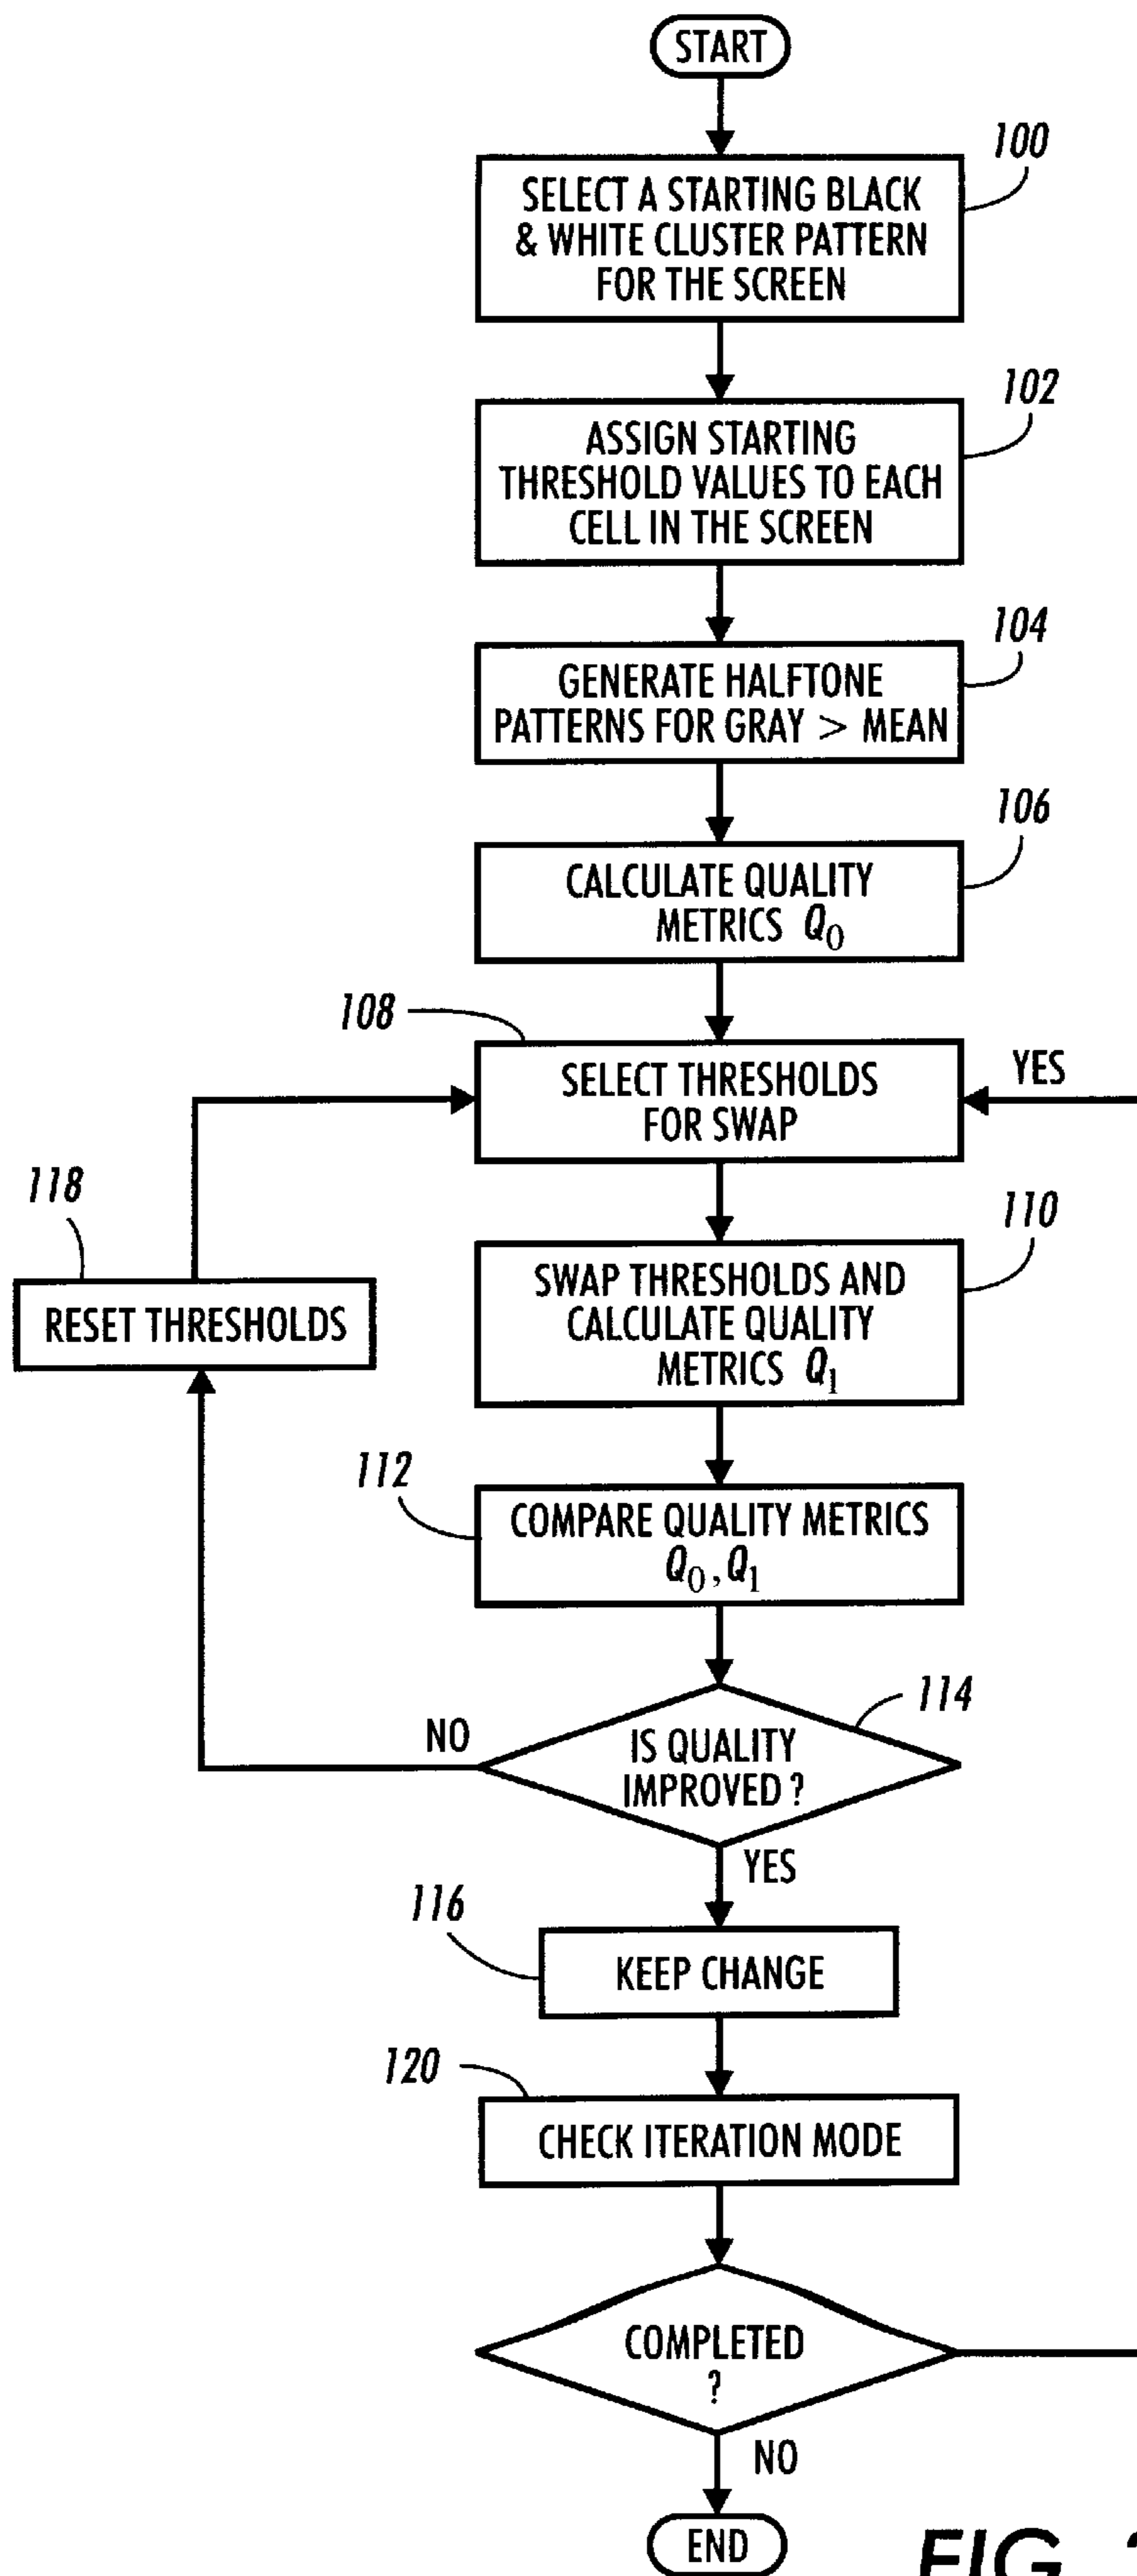 START
100
SELECT A STARTING BLACK
& WHITE CLUSTER PATTERN
FOR THE SCREEN
102
ASSIGN STARTING
THRESHOLD VALUES TO EACH
CELL IN THE SCREEN
104
GENERATE HALFTONE
PATTERNS FOR GRAY > MEAN
106
CALCULATE QUALITY
METRICS Q0
108
SELECT THRESHOLDS
FOR SWAP
YES
118
RESET THRESHOLDS
110
SWAP THRESHOLDS AND
CALCULATE QUALITY
METRICS Q1
112
COMPARE QUALITY METRICS
Q0, Q1
114
NO
IS QUALITY
IMPROVED ?
YES
116
KEEP CHANGE
120
CHECK ITERATION MODE
COMPLETED
?
NO
END
FIG.